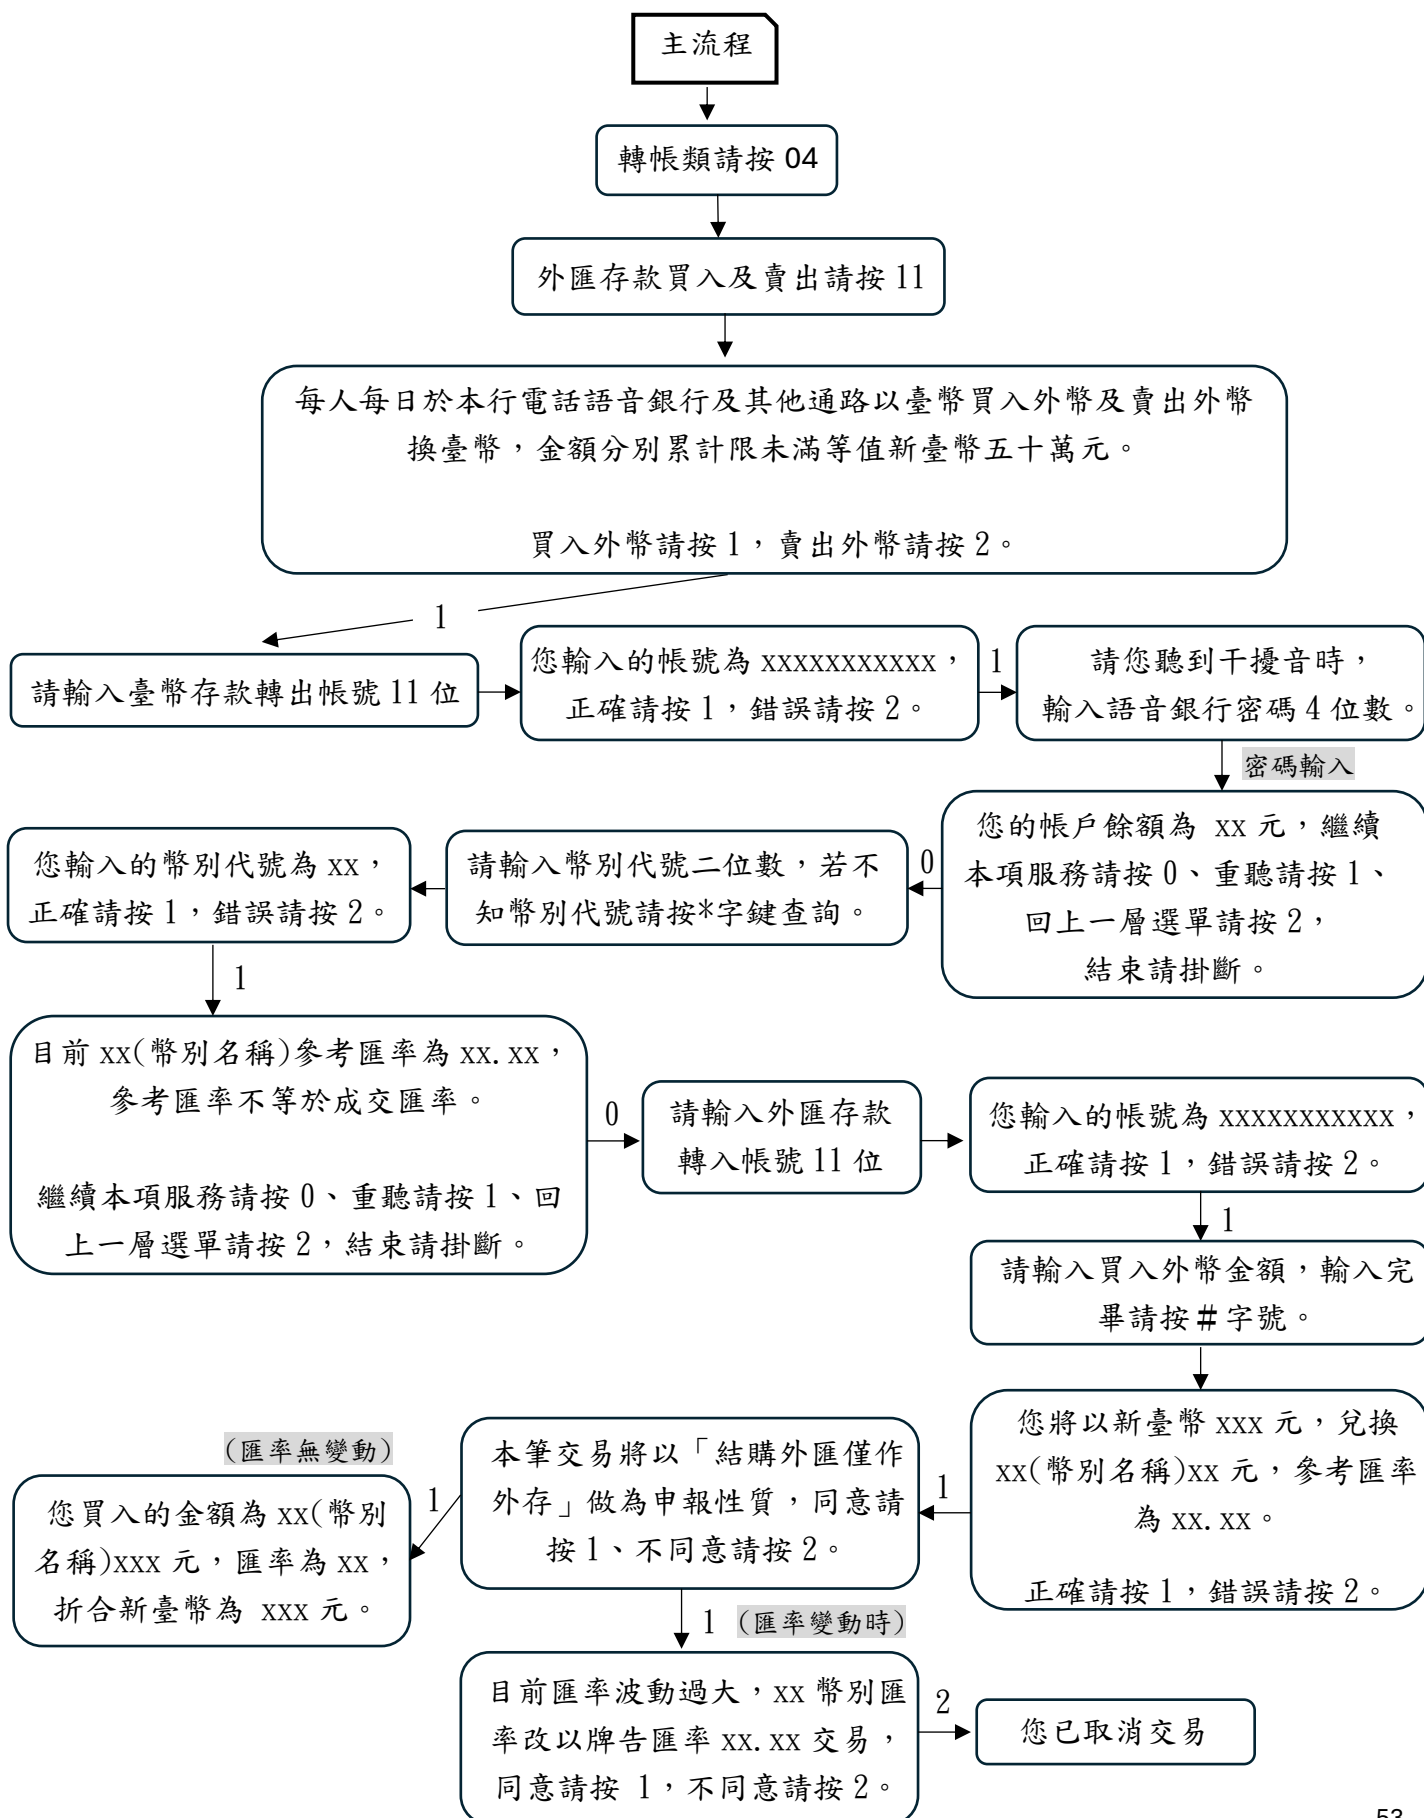 主流程
轉帳類請按 04
外匯存款買入及賣出請按 11
每人每日於本行電話語音銀行及其他通路以臺幣買入外幣及賣出外幣
換臺幣，金額分別累計限未滿等值新臺幣五十萬元。
買入外幣請按 1，賣出外幣請按 2。
1
請輸入臺幣存款轉出帳號 11 位
您輸入的帳號為 xxxxxxxxxxx，
正確請按 1，錯誤請按 2。
1
請您聽到干擾音時，
輸入語音銀行密碼 4 位數。
密碼輸入
您的帳戶餘額為 xx 元，繼續
本項服務請按 0、重聽請按 1、
回上一層選單請按 2，
結束請掛斷。
0
請輸入幣別代號二位數，若不
知幣別代號請按*字鍵查詢。
您輸入的幣別代號為 xx，
正確請按 1，錯誤請按 2。
1
目前 xx(幣別名稱)參考匯率為 xx.xx，
參考匯率不等於成交匯率。
繼續本項服務請按 0、重聽請按 1、回
上一層選單請按 2，結束請掛斷。
0
請輸入外匯存款
轉入帳號 11 位
您輸入的帳號為 xxxxxxxxxxx，
正確請按 1，錯誤請按 2。
1
請輸入買入外幣金額，輸入完
畢請按＃字號。
您將以新臺幣 xxx 元，兌換
xx(幣別名稱)xx 元，參考匯率
為 xx.xx。
正確請按 1，錯誤請按 2。
1
本筆交易將以「結購外匯僅作
外存」做為申報性質，同意請
按 1、不同意請按 2。
(匯率無變動)
1
您買入的金額為 xx(幣別
名稱)xxx 元，匯率為 xx，
折合新臺幣為 xxx 元。
1 (匯率變動時)
目前匯率波動過大，xx 幣別匯
率改以牌告匯率 xx.xx 交易，
同意請按 1，不同意請按 2。
2
您已取消交易
53